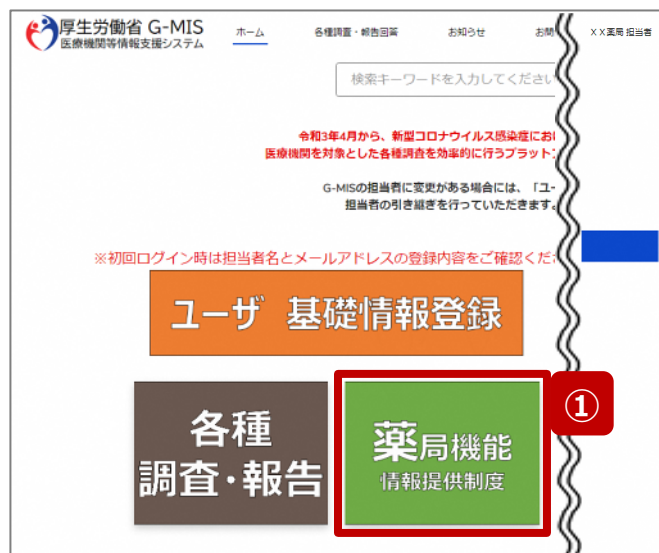 厚生労働省 G-MIS
医療機関等情報支援システム
ホーム 各種調査・報告回答 お知らせ お問 XX薬局 担当者
検索キーワードを入力してください
令和3年4月から、新型コロナウイルス感染症にお
医療機関を対象とした各種調査を効率的に行うプラット
G-MISの担当者に変更がある場合には、「ユー
担当者の引き継ぎを行っていただきます。
※初回ログイン時は担当者名とメールアドレスの登録内容をご確認くだ
ユーザ 基礎情報登録
各種
調査・報告
薬局機能
情報提供制度
①